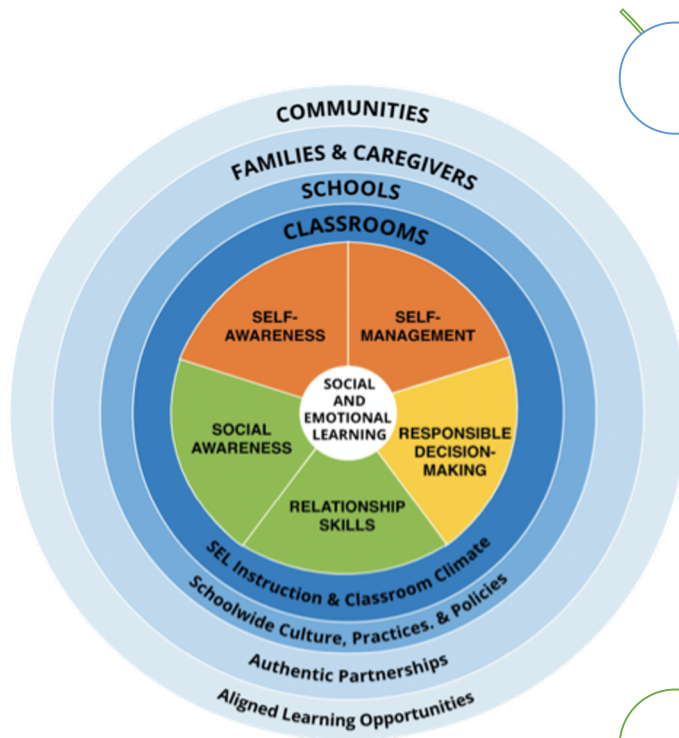 COMMUNITIES
FAMILIES & CAREGIVERS
SCHOOLS
CLASSROOMS
SELF-
AWARENESS
SELF-
MANAGEMENT
SOCIAL
AND
EMOTIONAL
LEARNING
SOCIAL
AWARENESS
RESPONSIBLE
DECISION-
MAKING
RELATIONSHIP
SKILLS
SEL Instruction & Classroom Climate
Schoolwide Culture, Practices. & Policies
Authentic Partnerships
Aligned Learning Opportunities